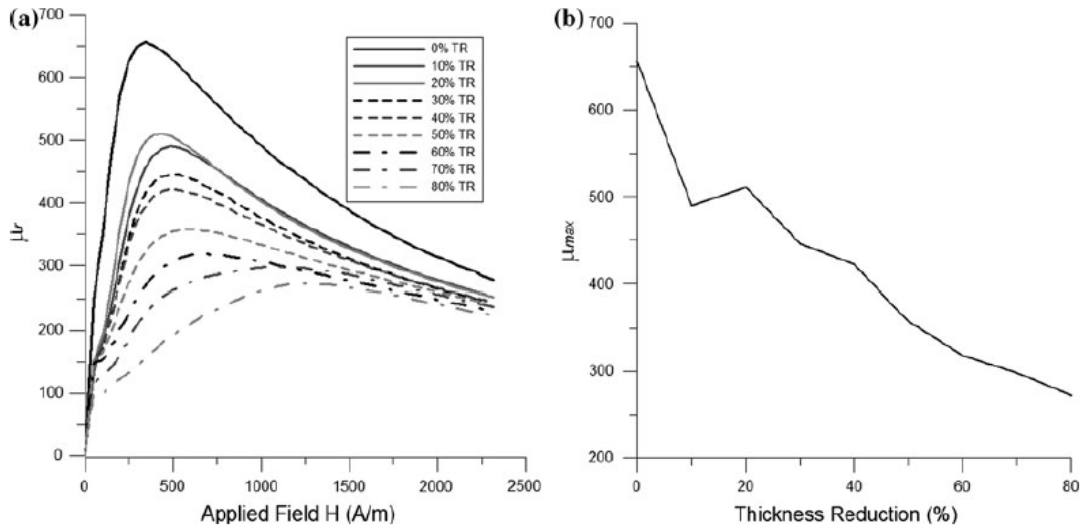 (a)
700
600
500
400
300
200
100
0
μr
0% TR
10% TR
20% TR
30% TR
40% TR
50% TR
60% TR
70% TR
80% TR
0 500 1000 1500 2000 2500
Applied Field H (A/m)
(b)
700
600
500
400
300
200
μmax
0 20 40 60 80
Thickness Reduction (%)